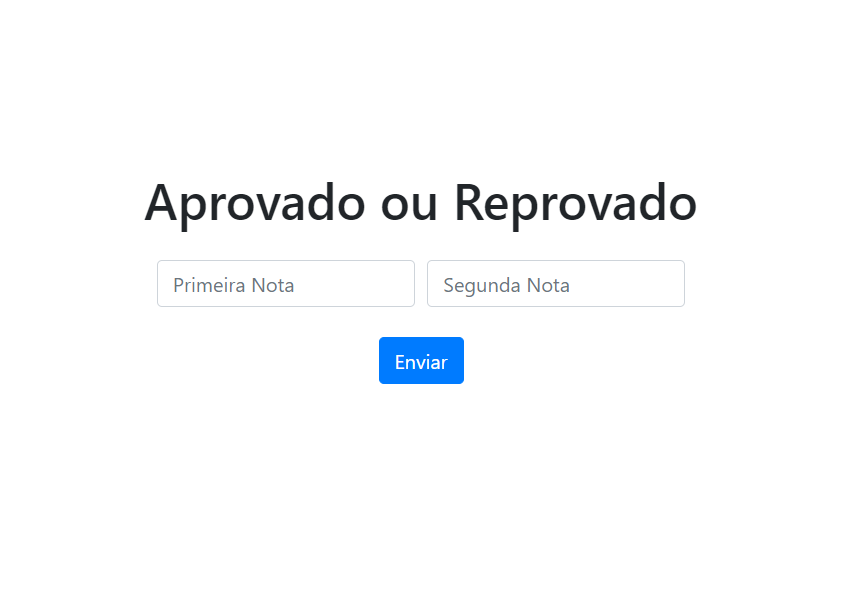 Aprovado ou Reprovado
Primeira Nota Segunda Nota
Enviar